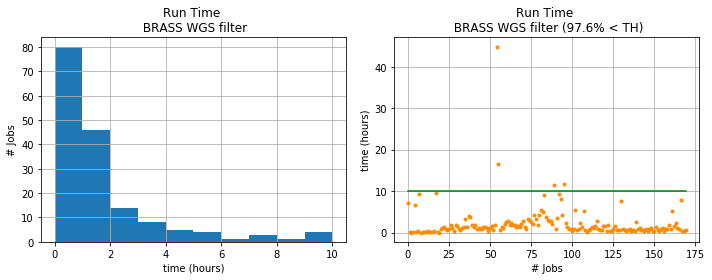 Run Time
BRASS WGS filter
# Jobs
80
70
60
50
40
30
20
10
0
0 2 4 6 8 10
time (hours)
Run Time
BRASS WGS filter (97.6% < TH)
time (hours)
40
30
20
10
0
0 25 50 75 100 125 150 175
# Jobs